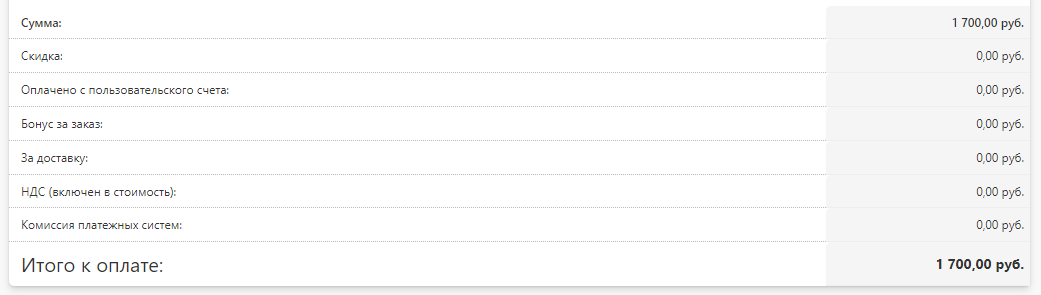 Сумма: 1 700,00 руб.
Скидка: 0,00 руб.
Оплачено с пользовательского счета: 0,00 руб.
Бонус за заказ: 0,00 руб.
За доставку: 0,00 руб.
НДС (включен в стоимость): 0,00 руб.
Комиссия платежных систем: 0,00 руб.
Итого к оплате: 1 700,00 руб.